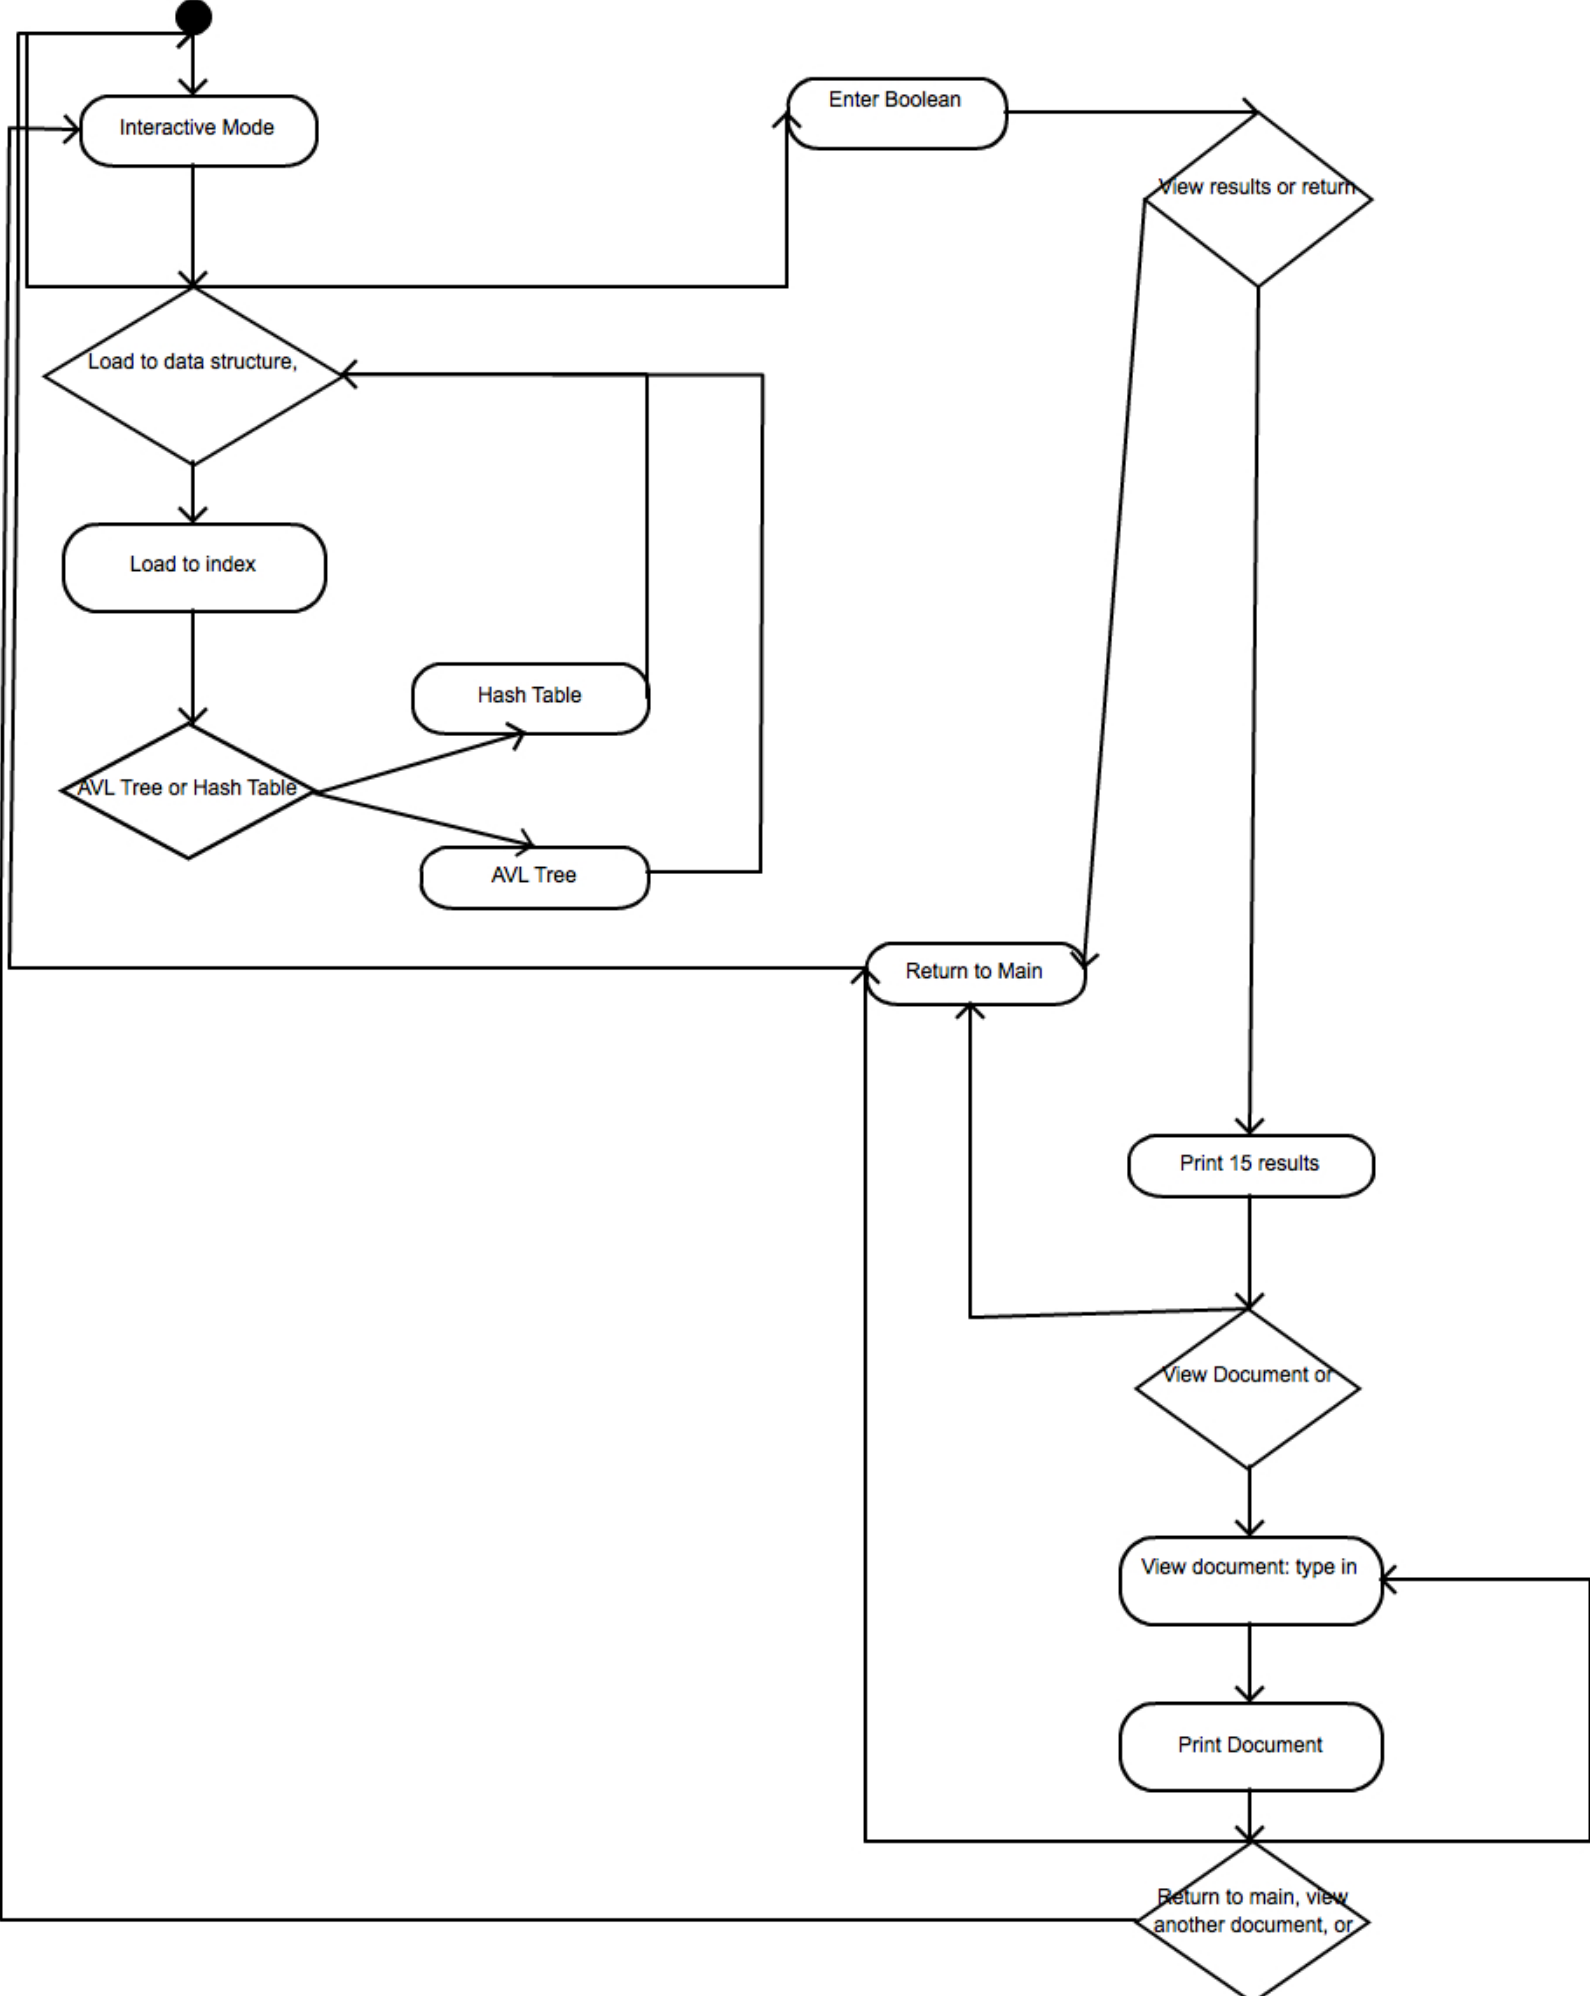 Interactive Mode
Enter Boolean
View results or return
Load to data structure,
Load to index
Hash Table
AVL Tree or Hash Table
AVL Tree
Return to Main
Print 15 results
View Document or
View document: type in
Print Document
Return to main, view
another document, or